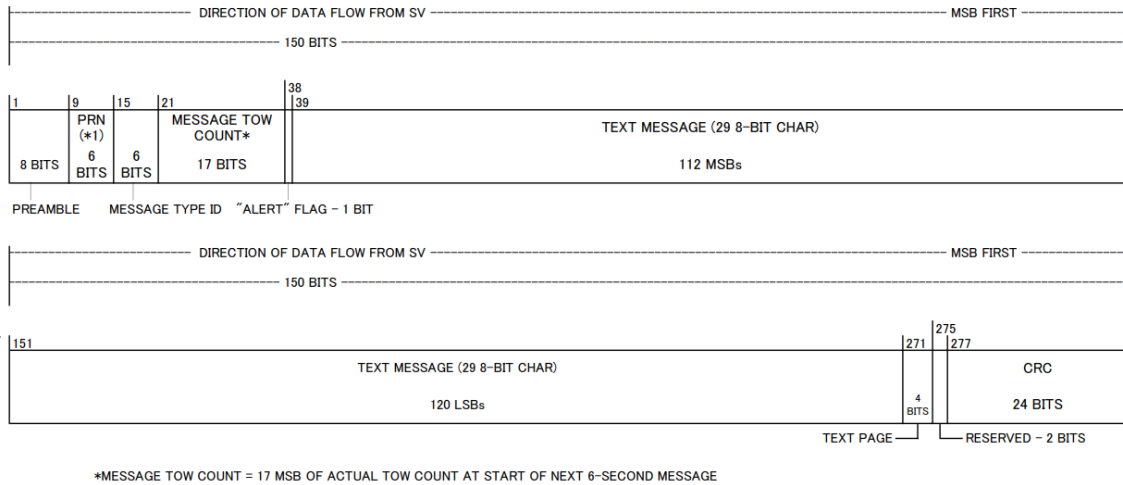 DIRECTION OF DATA FLOW FROM SV MSB FIRST
150 BITS
38
1 9 15 21 39
PRN MESSAGE TOW
(*1) COUNT* TEXT MESSAGE (29 8-BIT CHAR)
8 BITS 6 6 17 BITS 112 MSBs
BITS BITS
PREAMBLE MESSAGE TYPE ID "ALERT" FLAG - 1 BIT
DIRECTION OF DATA FLOW FROM SV MSB FIRST
150 BITS
275
151 271 277
TEXT MESSAGE (29 8-BIT CHAR) CRC
120 LSBs 4 24 BITS
BITS
TEXT PAGE RESERVED - 2 BITS
*MESSAGE TOW COUNT = 17 MSB OF ACTUAL TOW COUNT AT START OF NEXT 6-SECOND MESSAGE